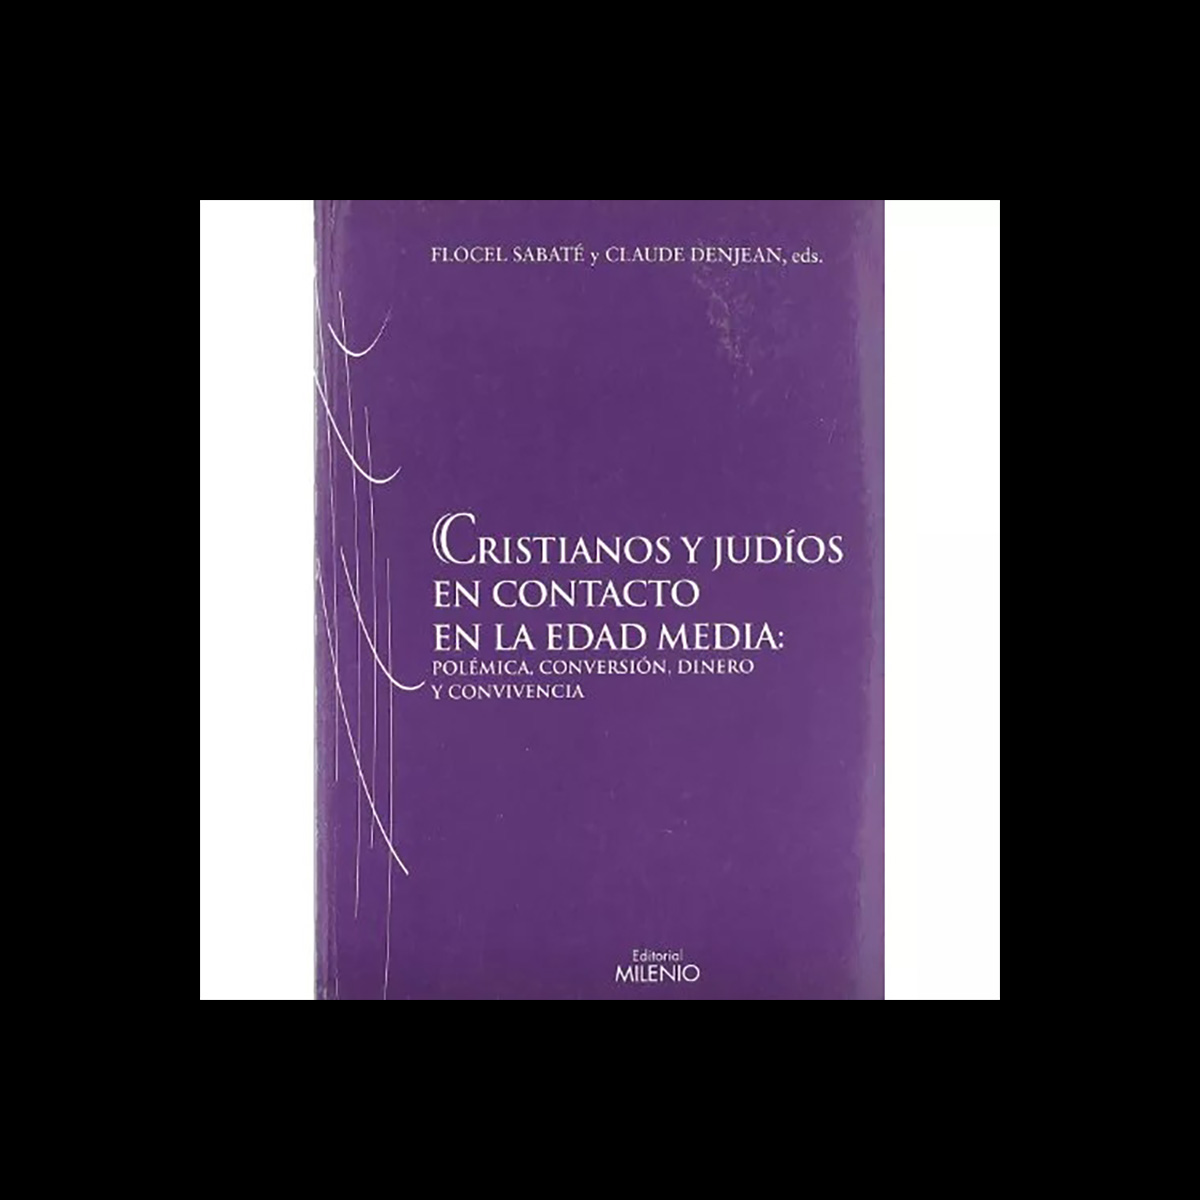 FLOCEL SABATÉ y CLAUDE DENJEAN, eds.
CRISTIANOS Y JUDÍOS
EN CONTACTO
EN LA EDAD MEDIA:
POLÉMICA, CONVERSIÓN, DINERO
Y CONVIVENCIA
Editorial
MILENIO